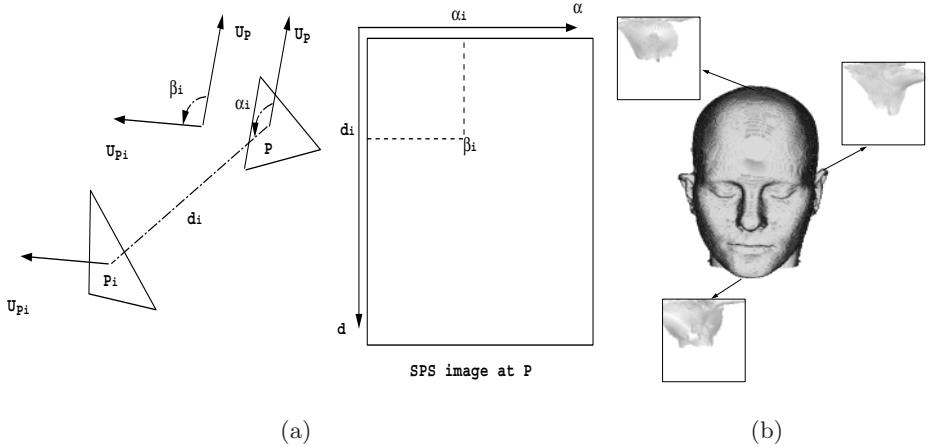 U_P
U_P
β_i
α_i
U_Pi
P
d_i
P_i
U_Pi
α_i
α
d_i
β_i
d
SPS image at P
(a)
(b)